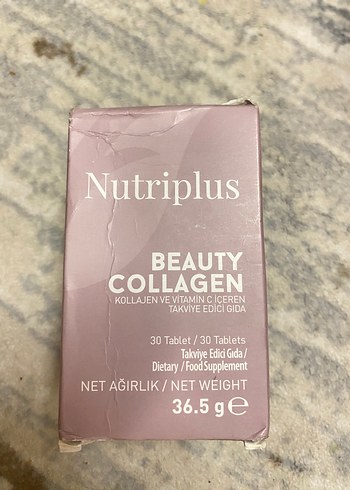 Nutriplus
BEAUTY
COLLAGEN
KOLLAJEN VE VİTAMİN C İÇEREN
TAKVİYE EDİCİ GIDA
30 Tablet / 30 Tablets
Takviye Edici Gıda /
Dietary / Food Supplement
NET AĞIRLIK / NET WEIGHT
36.5 g ℮